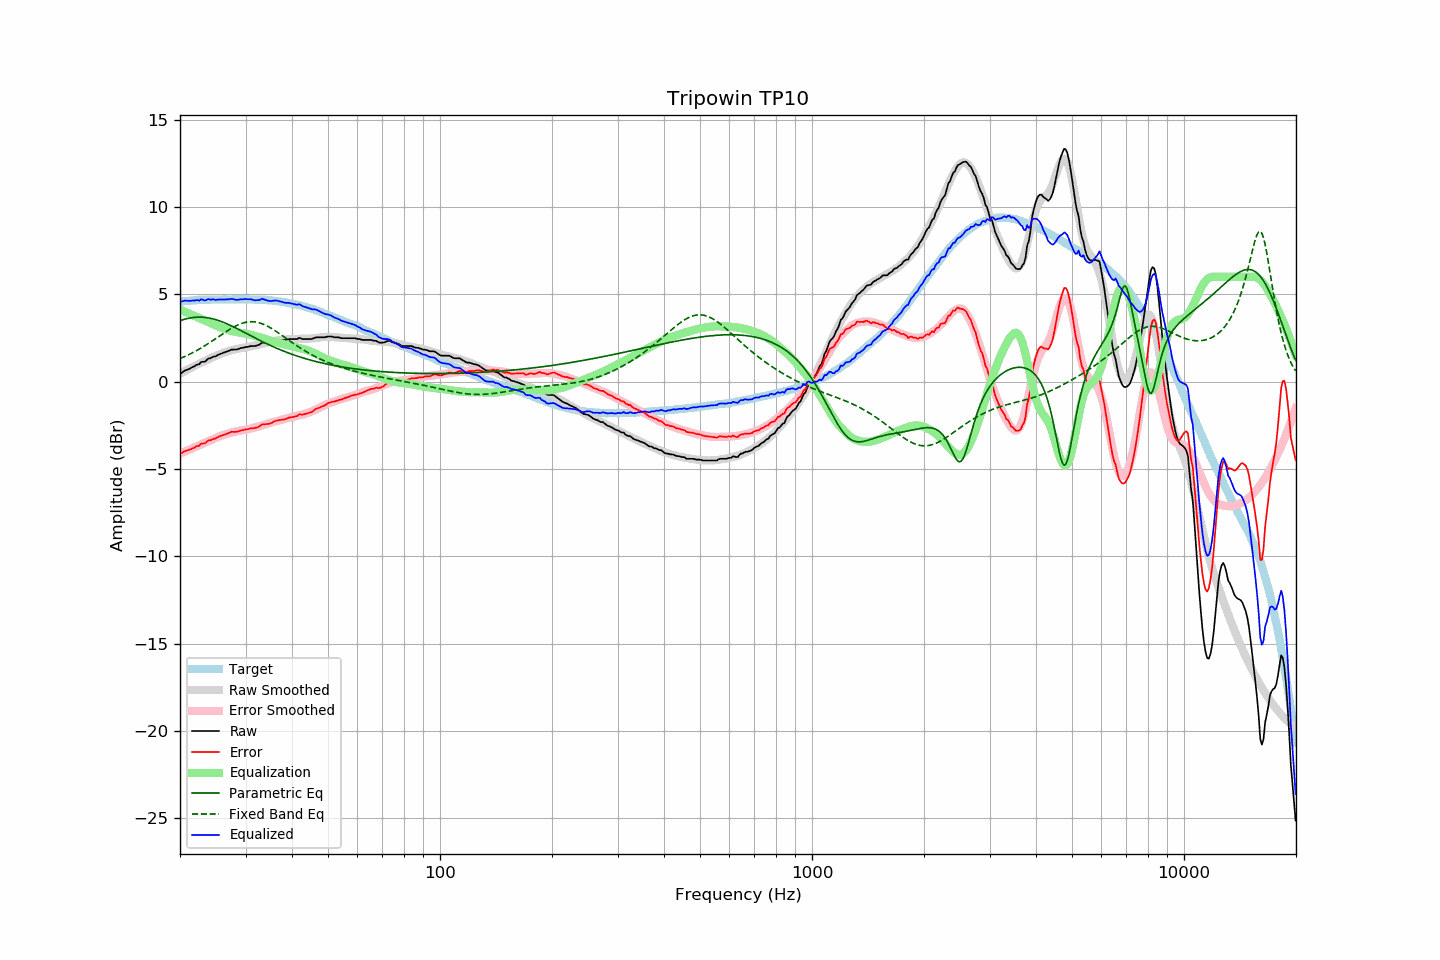 Tripowin TP10
15
10
5
0
−5
−10
−15
−20
−25
Amplitude (dBr)
Target
Raw Smoothed
Error Smoothed
Raw
Error
Equalization
Parametric Eq
Fixed Band Eq
Equalized
100
1000
10000
Frequency (Hz)